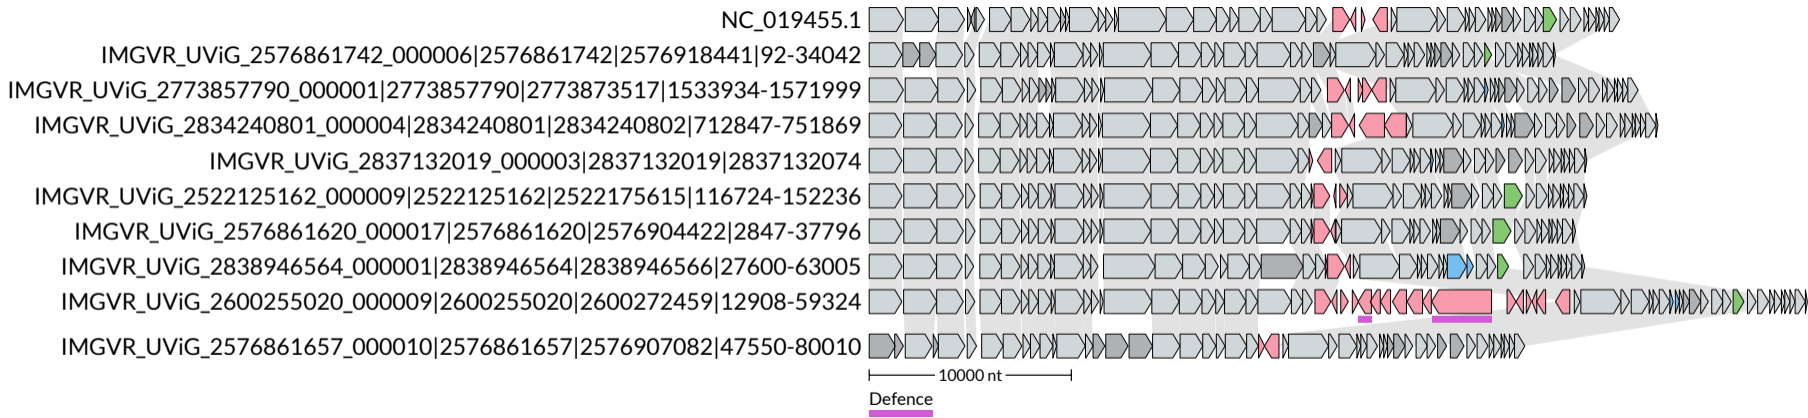 NC_019455.1
IMGVR_UViG_2576861742_000006|2576861742|2576918441|92-34042
IMGVR_UViG_2773857790_000001|2773857790|2773873517|1533934-1571999
IMGVR_UViG_2834240801_000004|2834240801|2834240802|712847-751869
IMGVR_UViG_2837132019_000003|2837132019|2837132074
IMGVR_UViG_2522125162_000009|2522125162|2522175615|116724-152236
IMGVR_UViG_2576861620_000017|2576861620|2576904422|2847-37796
IMGVR_UViG_2838946564_000001|2838946564|2838946566|27600-63005
IMGVR_UViG_2600255020_000009|2600255020|2600272459|12908-59324
IMGVR_UViG_2576861657_000010|2576861657|2576907082|47550-80010
10000 nt
Defence